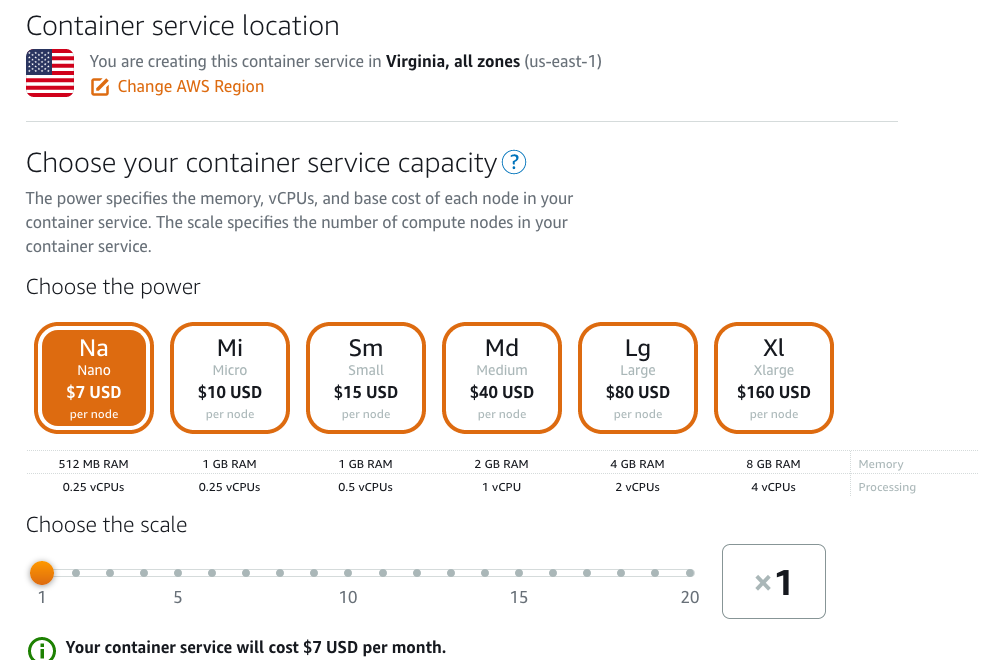 Container service location
You are creating this container service in Virginia, all zones (us-east-1)
Change AWS Region
Choose your container service capacity ?
The power specifies the memory, vCPUs, and base cost of each node in your
container service. The scale specifies the number of compute nodes in your
container service.
Choose the power
Na Mi Sm Md Lg Xl
Nano Micro Small Medium Large Xlarge
$7 USD $10 USD $15 USD $40 USD $80 USD $160 USD
per node per node per node per node per node per node
512 MB RAM 1 GB RAM 1 GB RAM 2 GB RAM 4 GB RAM 8 GB RAM Memory
0.25 vCPUs 0.25 vCPUs 0.5 vCPUs 1 vCPU 2 vCPUs 4 vCPUs Processing
Choose the scale
×1
1 5 10 15 20
Your container service will cost $7 USD per month.